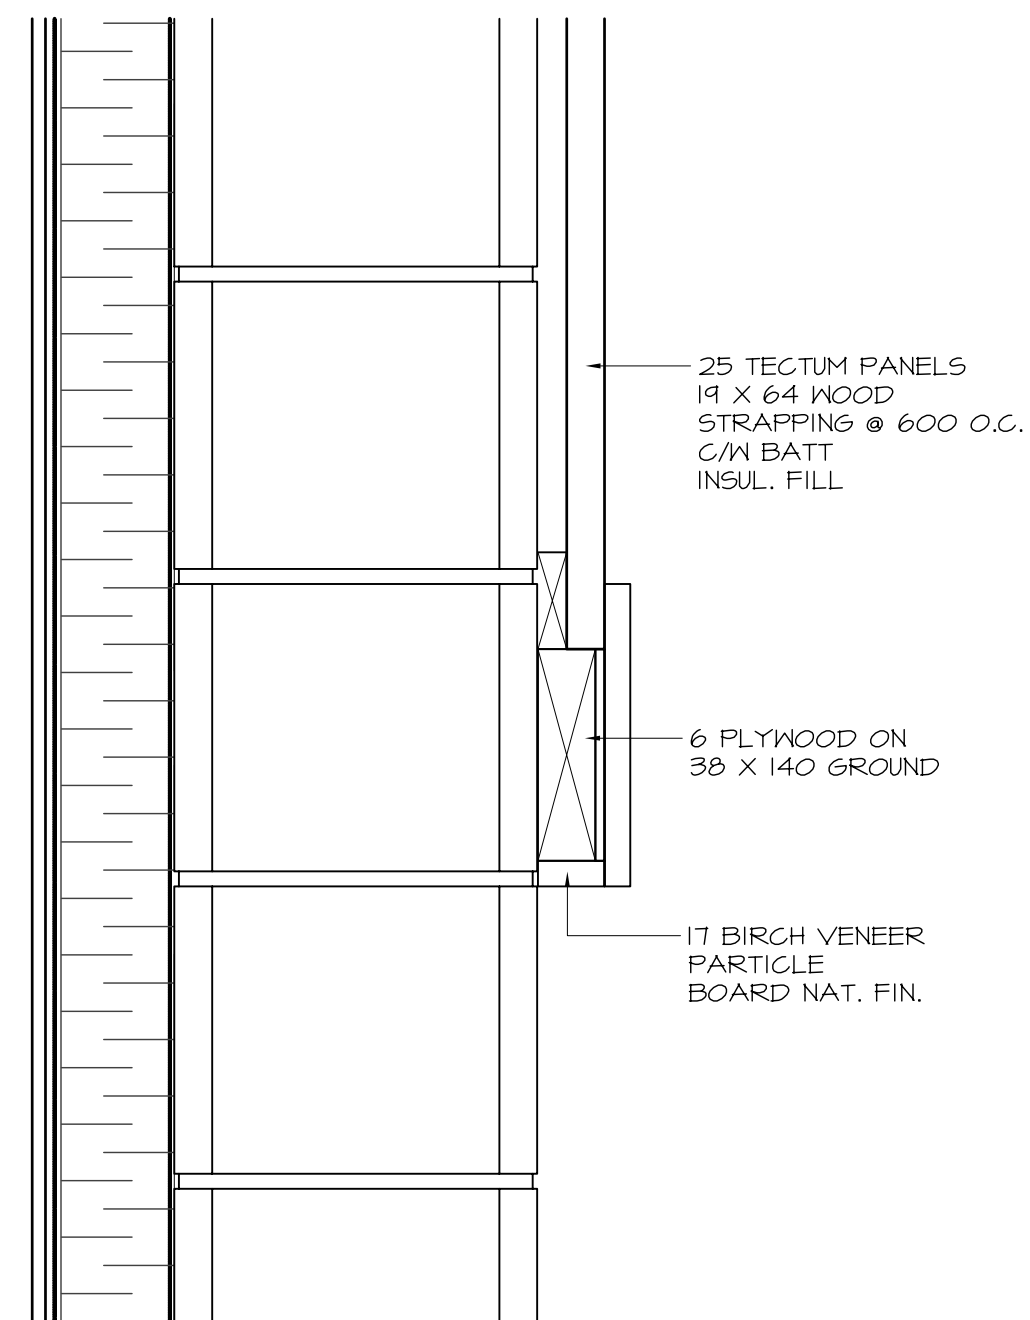 25 TECTUM PANELS
19 X 64 WOOD
STRAPPING @ 600 O.C.
C/W BATT
INSUL. FILL
6 PLYWOOD ON
38 X 140 GROUND
17 BIRCH VENEER
PARTICLE
BOARD NAT. FIN.